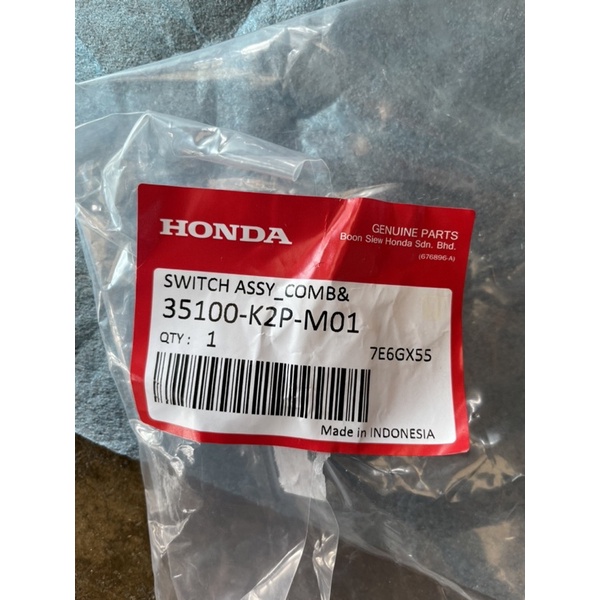 HONDA
GENUINE PARTS
Boon Siew Honda Sdn. Bhd.
(676896-A)
SWITCH ASSY_COMB&
35100-K2P-M01
QTY : 1
7E6GX55
Made in INDONESIA